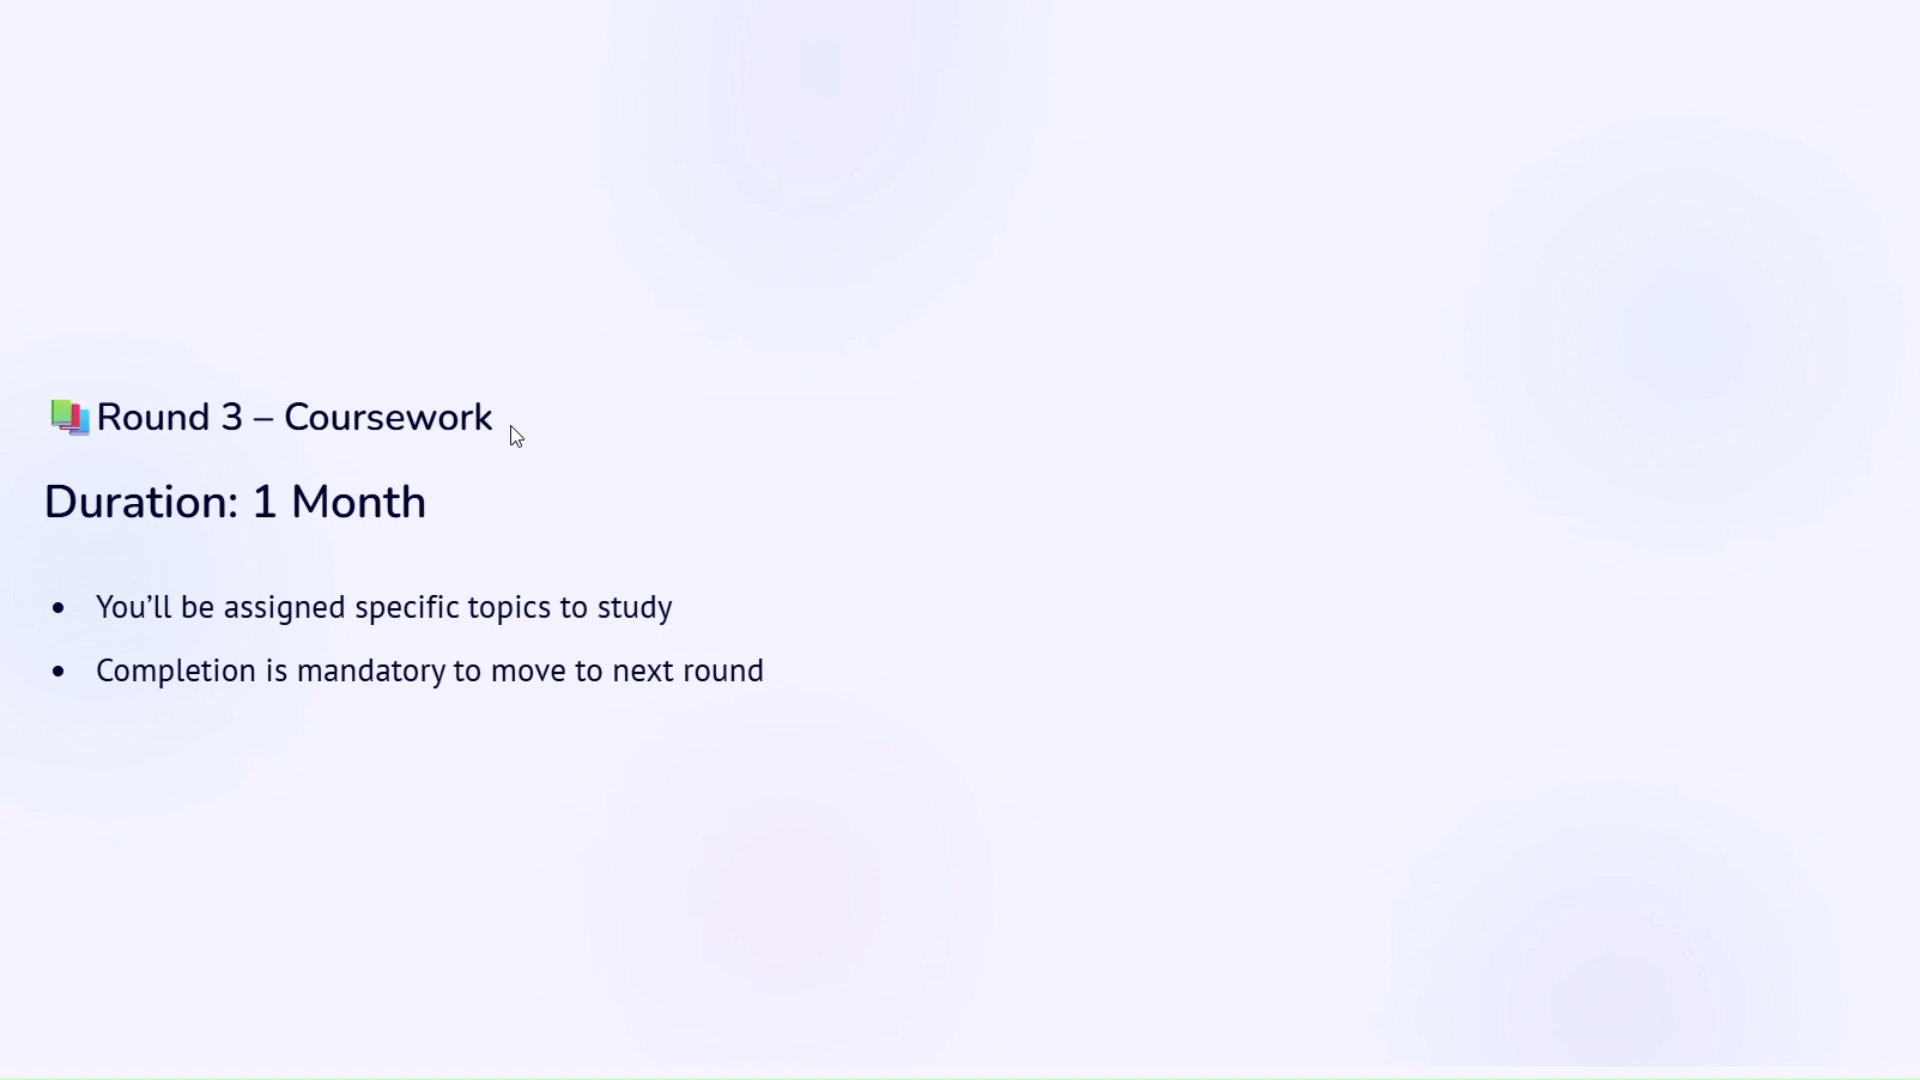 Round 3 – Coursework
Duration: 1 Month
• You’ll be assigned specific topics to study
• Completion is mandatory to move to next round